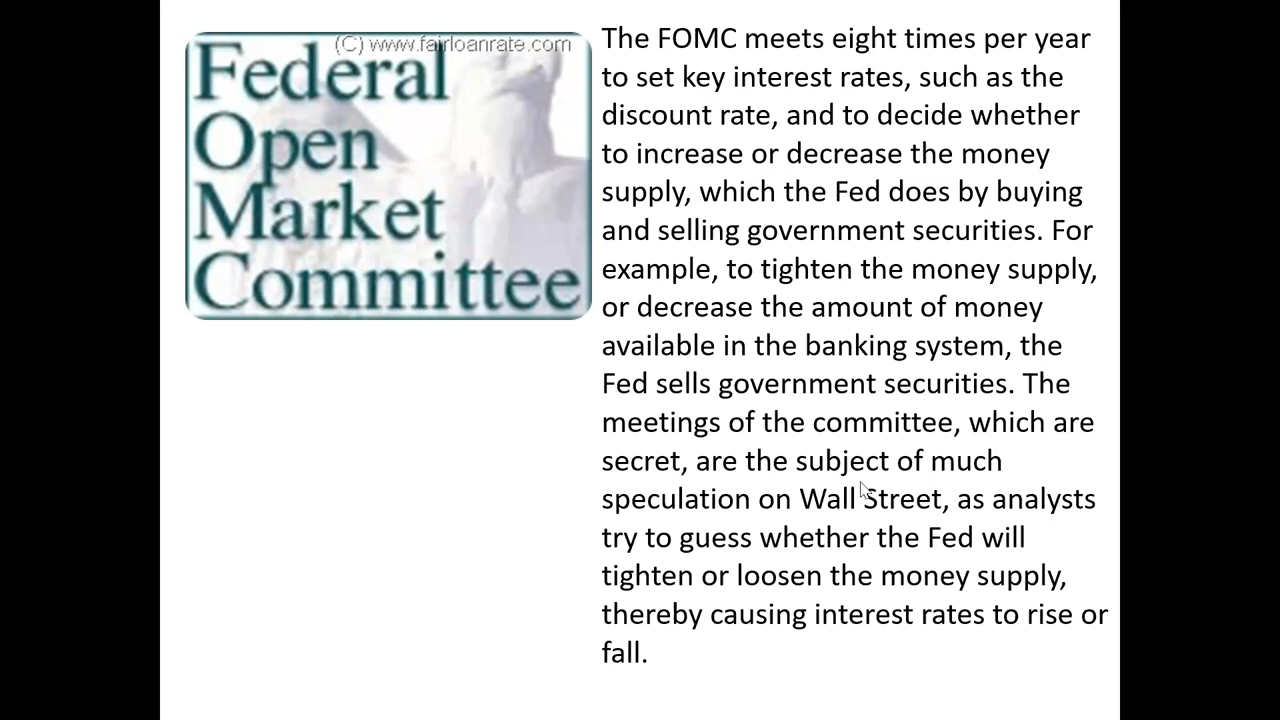 (C) www.fairloanrate.com
Federal
Open
Market
Committee
The FOMC meets eight times per year
to set key interest rates, such as the
discount rate, and to decide whether
to increase or decrease the money
supply, which the Fed does by buying
and selling government securities. For
example, to tighten the money supply,
or decrease the amount of money
available in the banking system, the
Fed sells government securities. The
meetings of the committee, which are
secret, are the subject of much
speculation on Wall Street, as analysts
try to guess whether the Fed will
tighten or loosen the money supply,
thereby causing interest rates to rise or
fall.